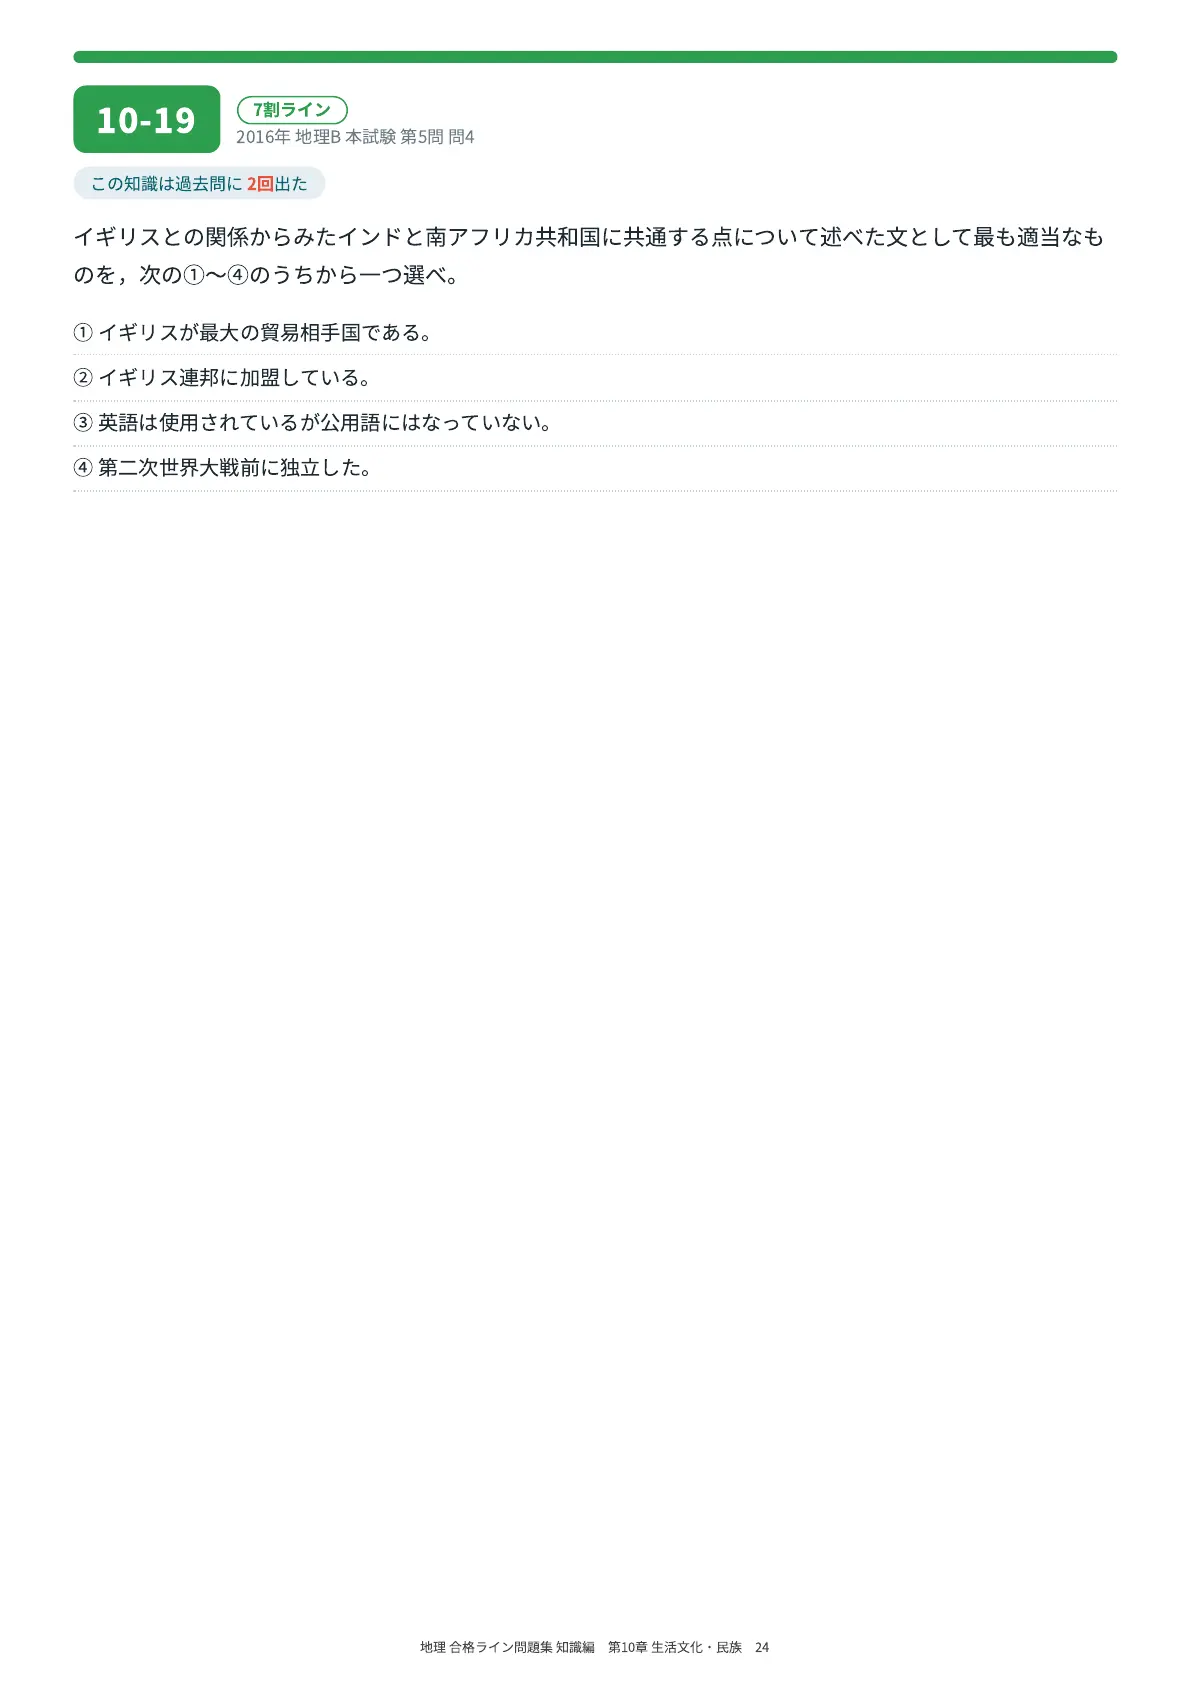 10-19
7割ライン
2016年 地理B 本試験 第5問 問4
この知識は過去問に 2回出た
イギリスとの関係からみたインドと南アフリカ共和国に共通する点について述べた文として最も適当なも
のを，次の①～④のうちから一つ選べ。
① イギリスが最大の貿易相手国である。
② イギリス連邦に加盟している。
③ 英語は使用されているが公用語にはなっていない。
④ 第二次世界大戦前に独立した。
地理 合格ライン問題集 知識編　第10章 生活文化・民族　24